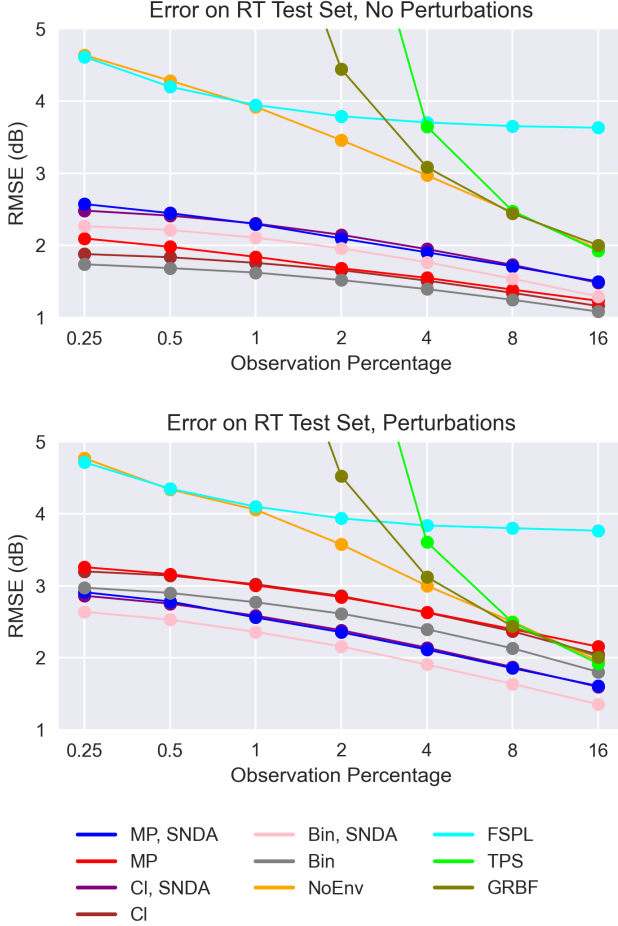 Error on RT Test Set, No Perturbations
5
4
3
2
1
RMSE (dB)
0.25 0.5 1 2 4 8 16
Observation Percentage
Error on RT Test Set, Perturbations
5
4
3
2
1
RMSE (dB)
0.25 0.5 1 2 4 8 16
Observation Percentage
MP, SNDA Bin, SNDA FSPL
MP Bin TPS
CI, SNDA NoEnv GRBF
CI